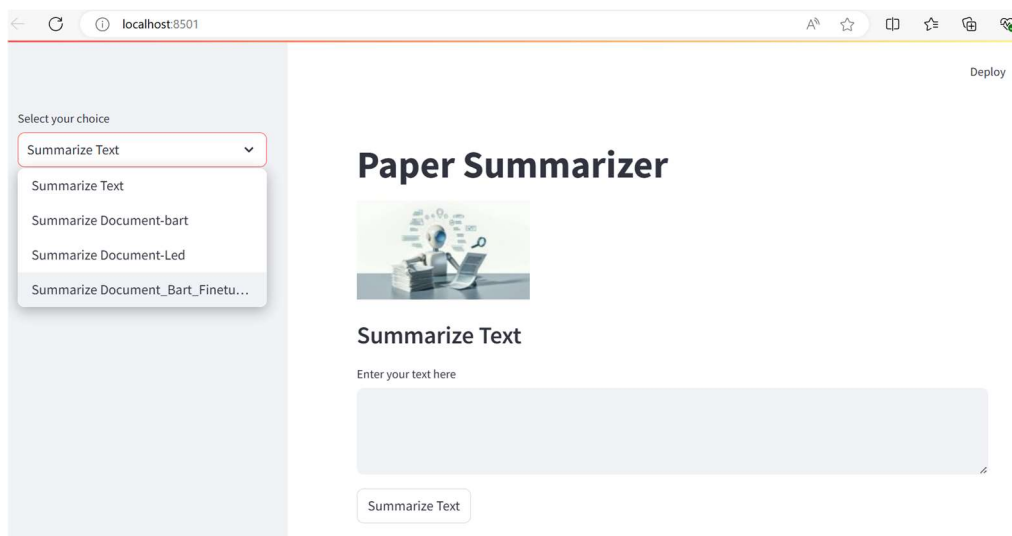 localhost:8501
Deploy
Select your choice
Summarize Text
Summarize Text
Summarize Document-bart
Summarize Document-Led
Summarize Document_Bart_Finetu...
Paper Summarizer
Summarize Text
Enter your text here
Summarize Text